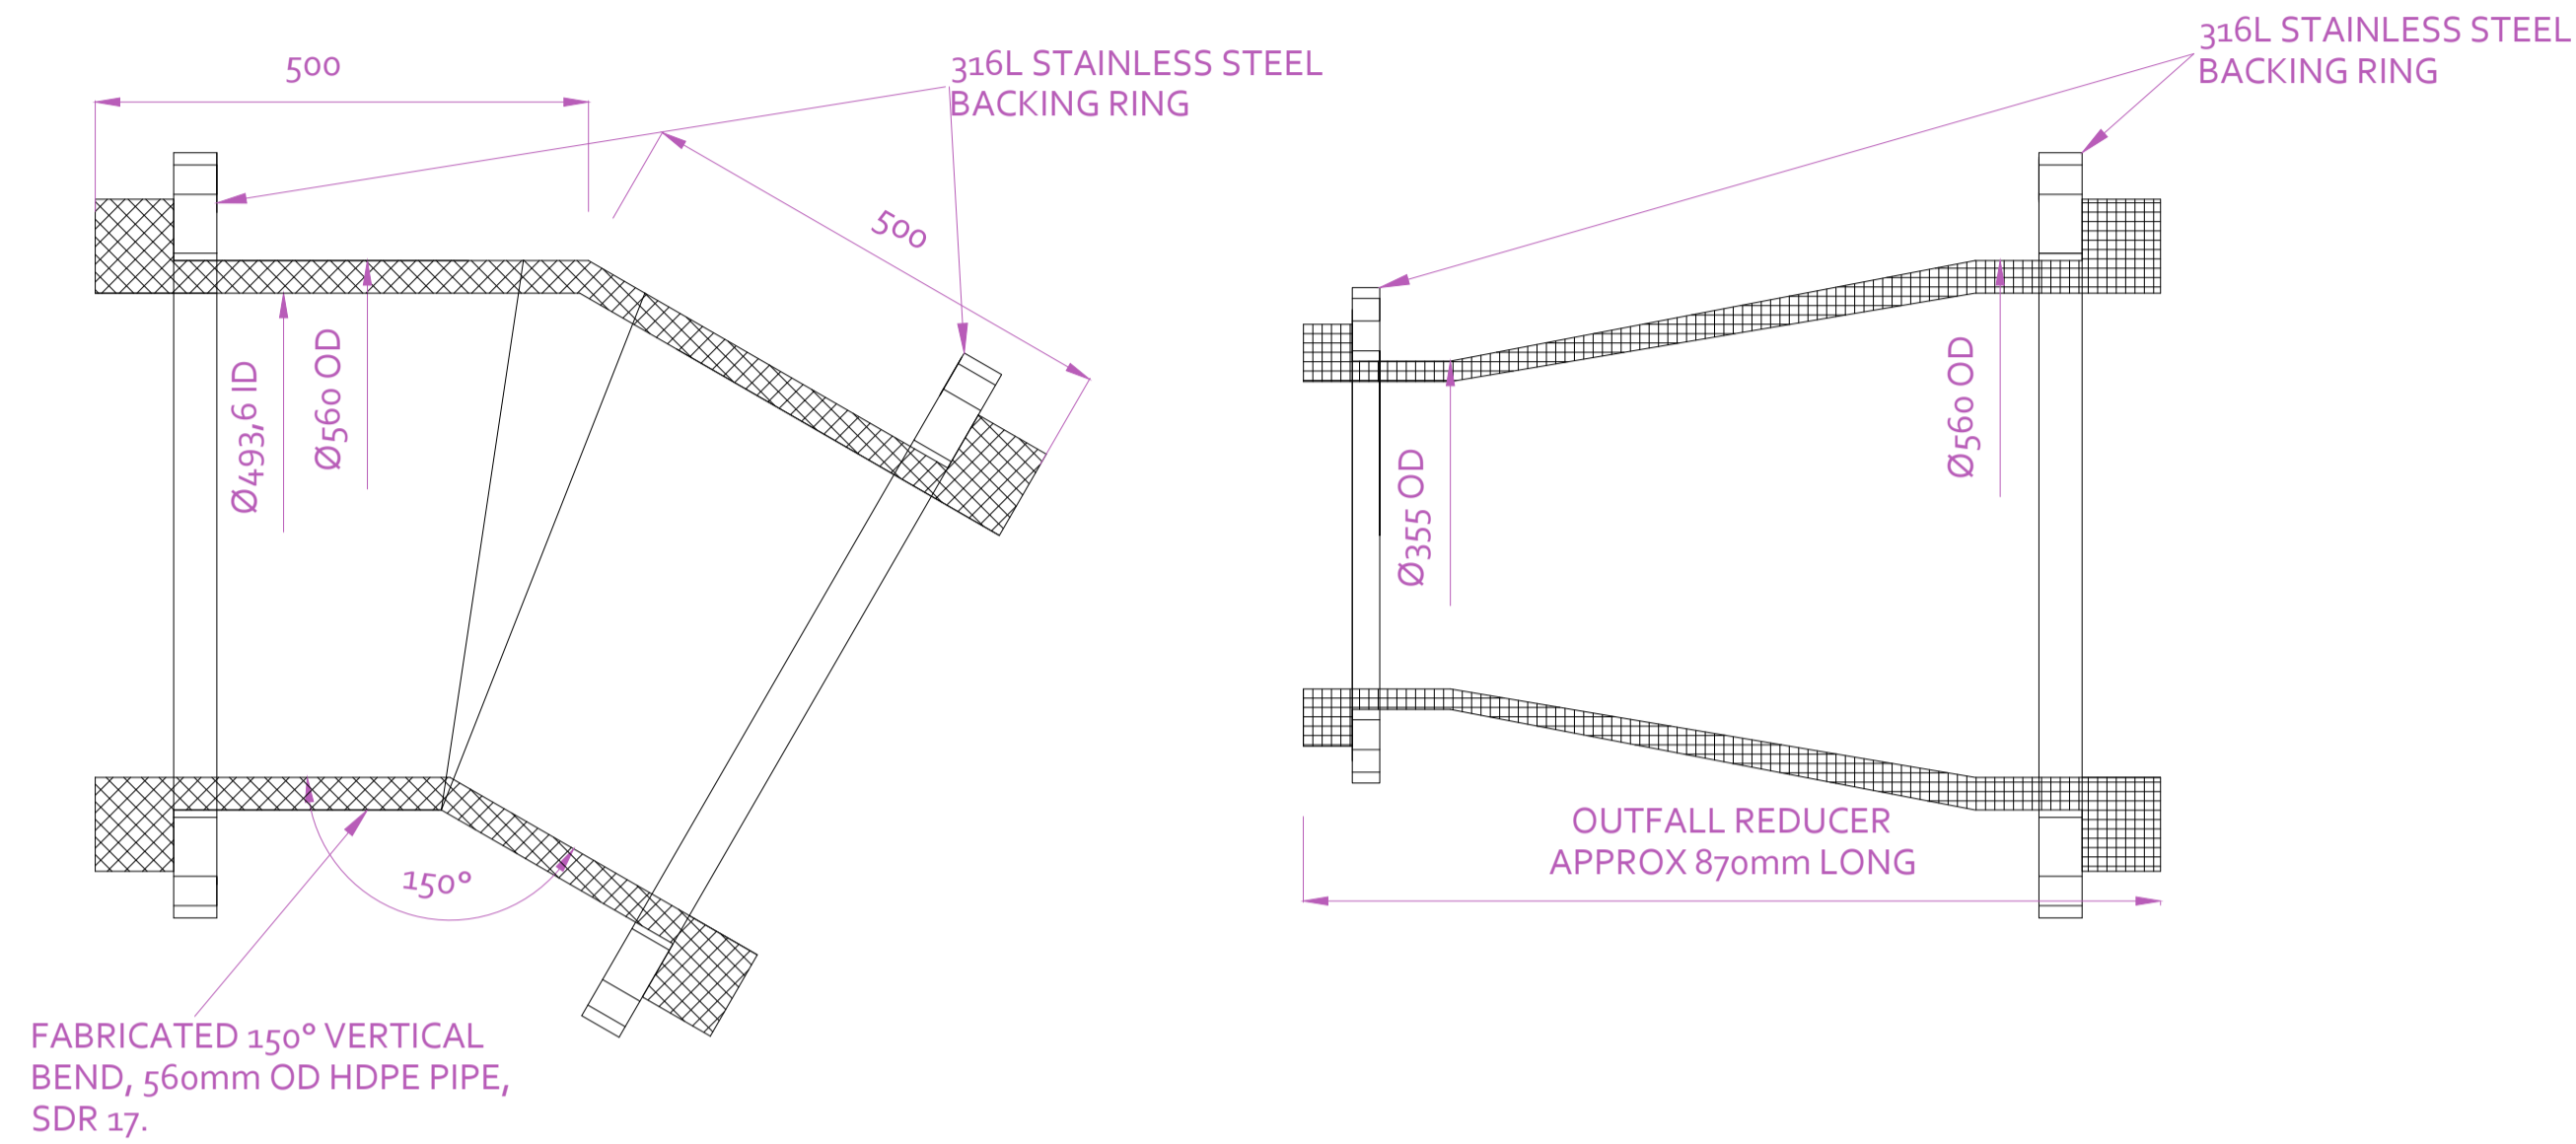 500
316L STAINLESS STEEL
BACKING RING
500
Ø493,6 ID
Ø560 OD
150°
FABRICATED 150° VERTICAL
BEND, 560mm OD HDPE PIPE,
SDR 17.
316L STAINLESS STEEL
BACKING RING
Ø355 OD
Ø560 OD
OUTFALL REDUCER
APPROX 870mm LONG